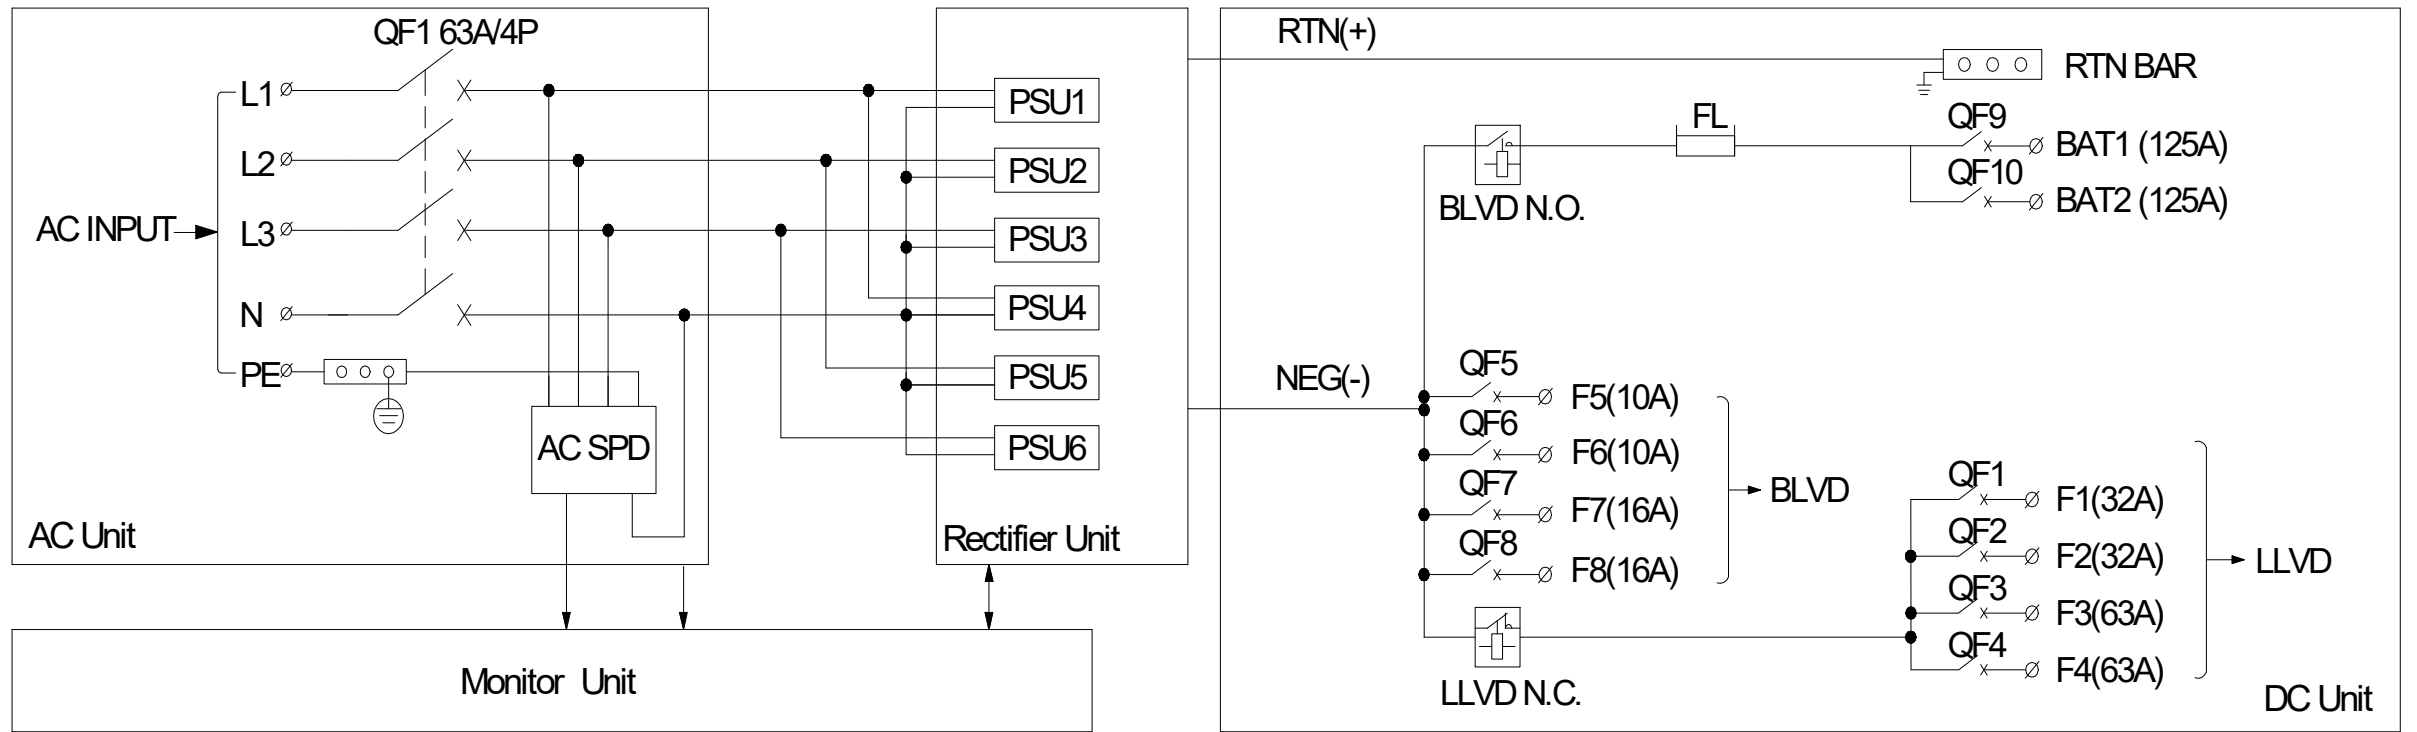 QF1 63A/4P
L1
L2
AC INPUT
L3
N
PE
AC SPD
AC Unit
PSU1
PSU2
PSU3
PSU4
PSU5
PSU6
Rectifier Unit
Monitor Unit
RTN(+)
RTN BAR
FL
QF9
BAT1 (125A)
QF10
BAT2 (125A)
BLVD N.O.
NEG(-)
QF5
F5(10A)
QF6
F6(10A)
QF7
F7(16A)
QF8
F8(16A)
BLVD
LLVD N.C.
QF1
F1(32A)
QF2
F2(32A)
QF3
F3(63A)
QF4
F4(63A)
LLVD
DC Unit